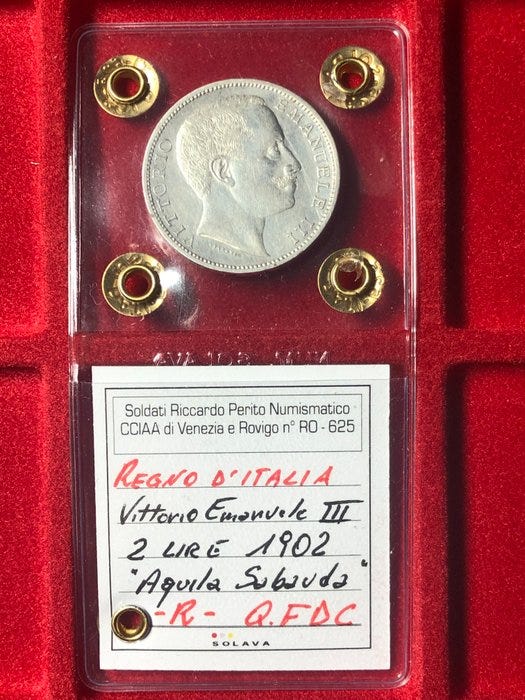 VITTORIO EMANUELE III
Soldati Riccardo Perito Numismatico
CCIAA di Venezia e Rovigo n° RO - 625
REGNO D'ITALIA
Vittorio Emanuele III
2 LIRE 1902
"Aquila Sabauda"
-R- Q.FDC
SOLAVA